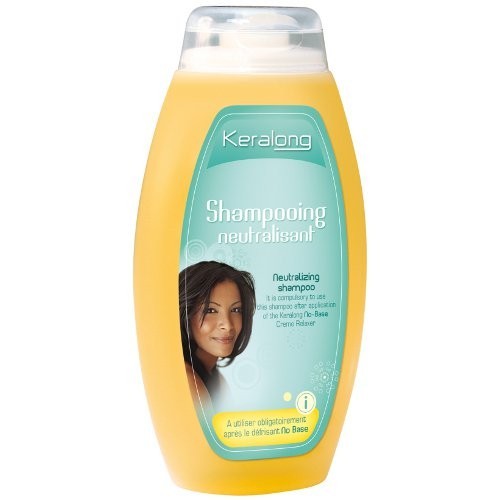 Keralong
Shampooing
neutralisant
Neutralizing
shampoo
It is compulsory to use
this shampoo after application
of the Keralong No-Base
Creme Relaxer
i
A utiliser obligatoirement
après le défrisant No Base